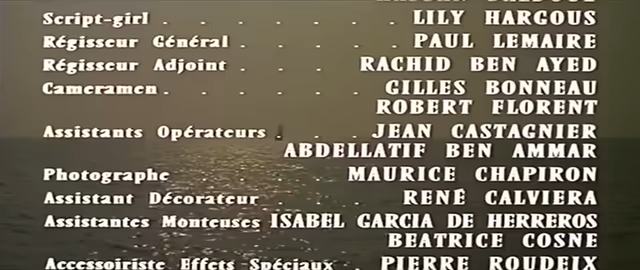 Script-girl . . . . . . . LILY HARGOUS
Régisseur Général . . . . . PAUL LEMAIRE
Régisseur Adjoint . . . . RACHID BEN AYED
Cameramen . . . . . . GILLES BONNEAU
ROBERT FLORENT
Assistants Opérateurs . . . JEAN CASTAGNIER
ABDELLATIF BEN AMMAR
Photographe . . . . . MAURICE CHAPIRON
Assistant Décorateur . . . . RENÉ CALVIERA
Assistantes Monteuses ISABEL GARCIA DE HERREROS
BEATRICE COSNE
Accessoiriste Effets Spéciaux . PIERRE ROUDEIX